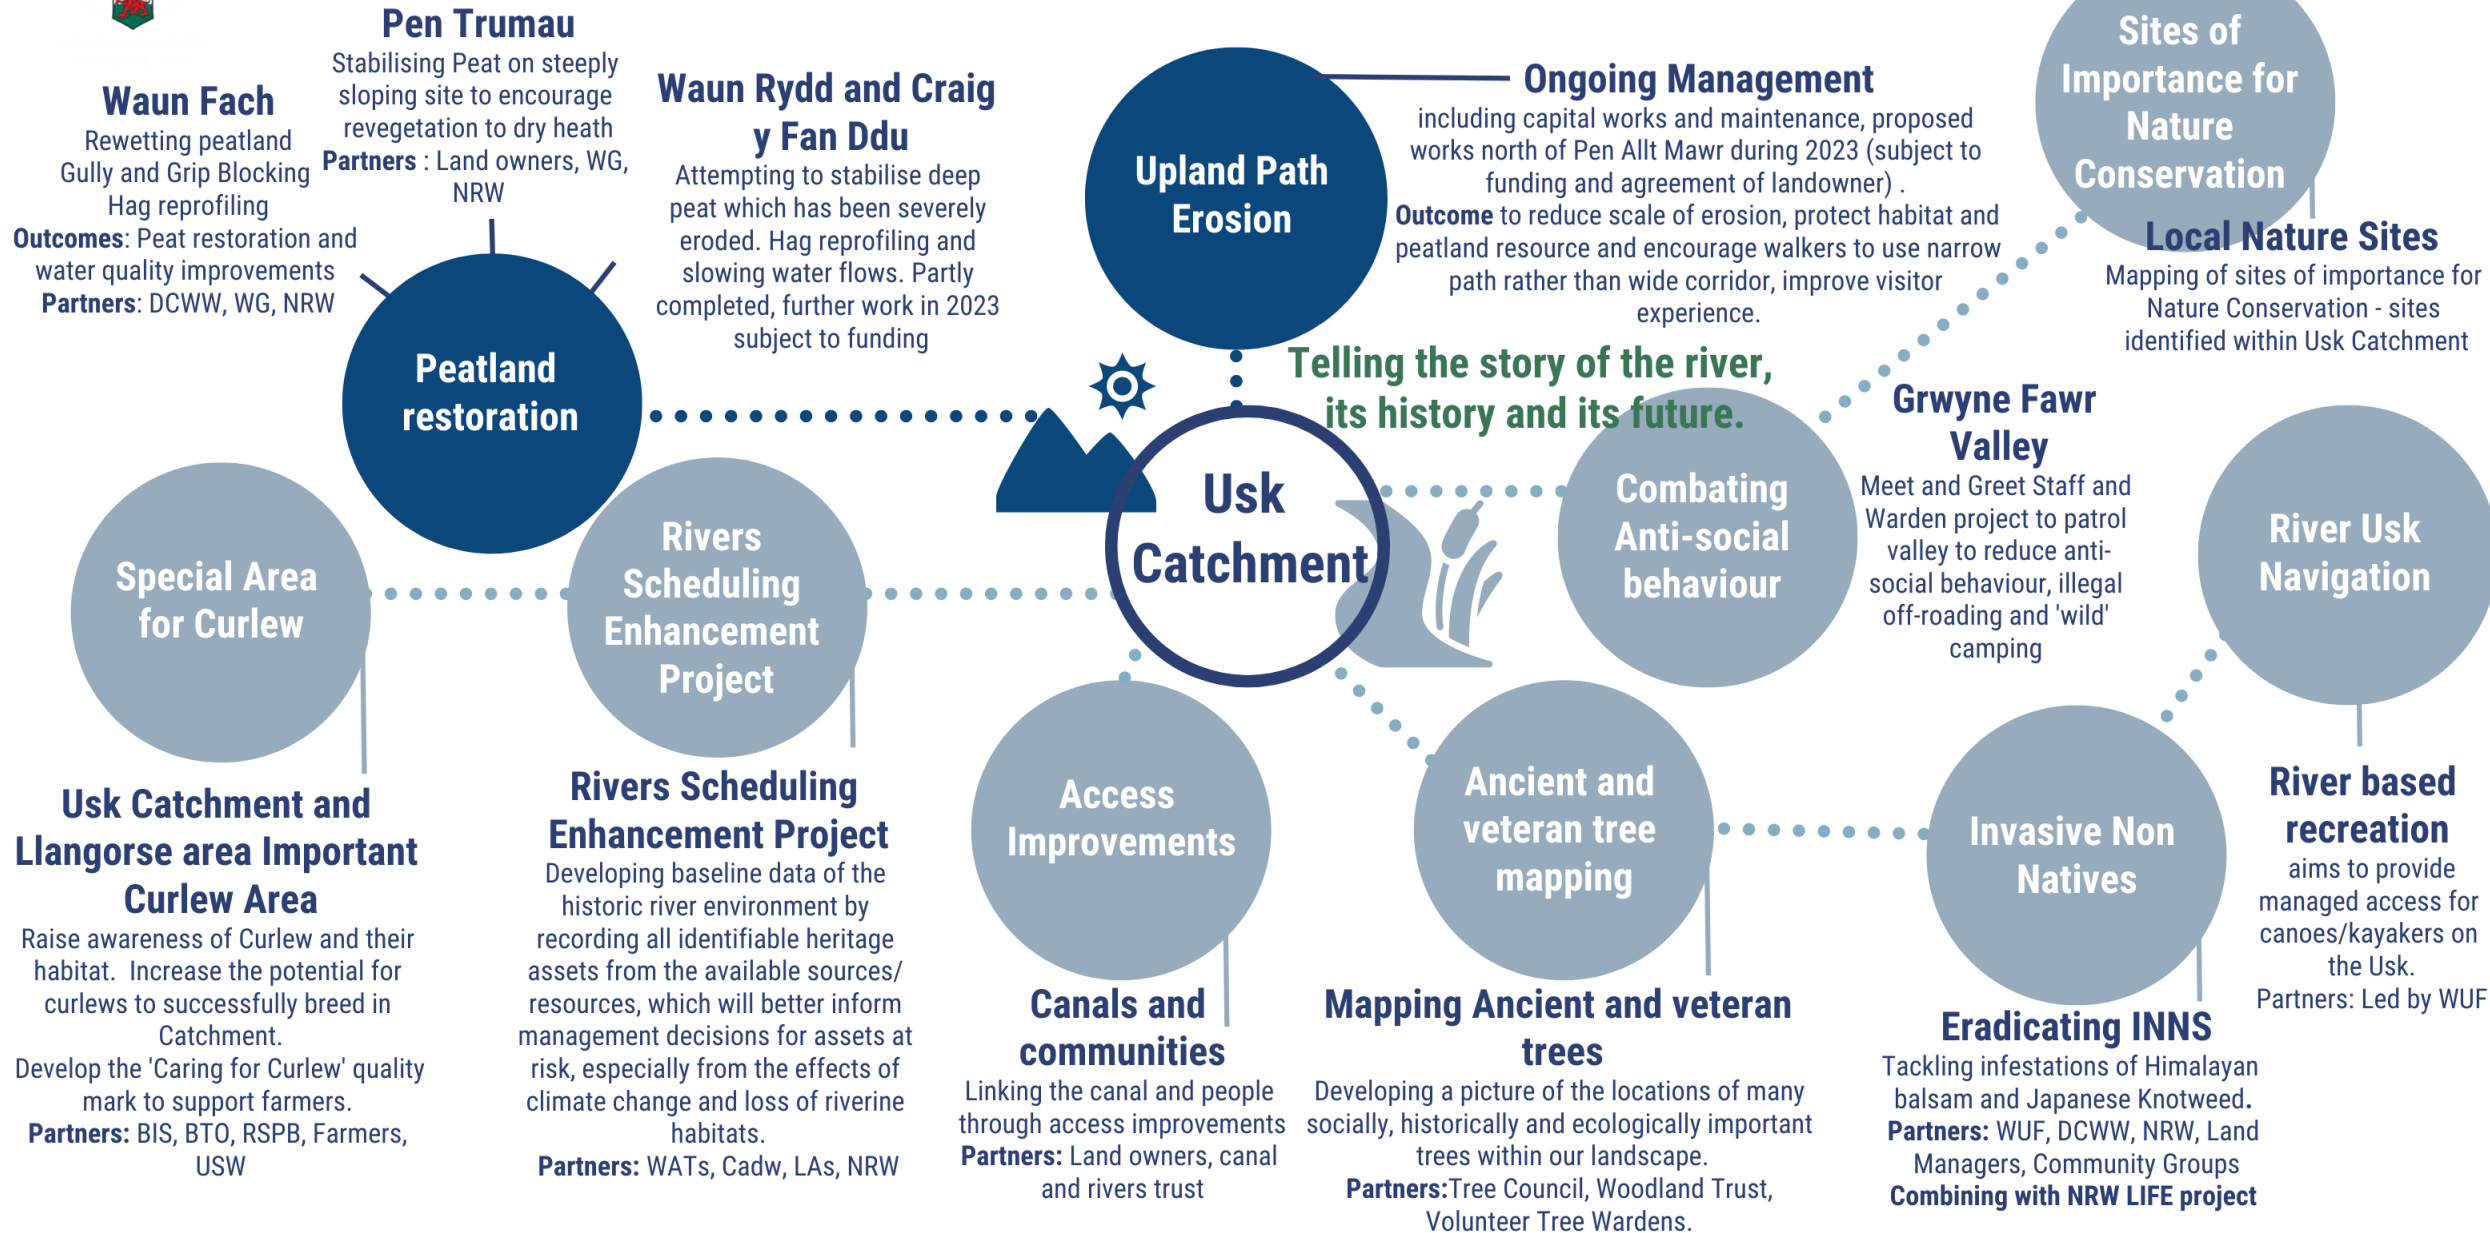 Pen Trumau
Stabilising Peat on steeply
sloping site to encourage
revegetation to dry heath
Partners : Land owners, WG,
NRW
Waun Fach
Rewetting peatland
Gully and Grip Blocking
Hag reprofiling
Outcomes: Peat restoration and
water quality improvements
Partners: DCWW, WG, NRW
Waun Rydd and Craig
y Fan Ddu
Attempting to stabilise deep
peat which has been severely
eroded. Hag reprofiling and
slowing water flows. Partly
completed, further work in 2023
subject to funding
Peatland
restoration
Upland Path
Erosion
Ongoing Management
including capital works and maintenance, proposed
works north of Pen Allt Mawr during 2023 (subject to
funding and agreement of landowner) .
Outcome to reduce scale of erosion, protect habitat and
peatland resource and encourage walkers to use narrow
path rather than wide corridor, improve visitor
experience.
Sites of
Importance for
Nature
Conservation
Local Nature Sites
Mapping of sites of importance for
Nature Conservation - sites
identified within Usk Catchment
Telling the story of the river,
its history and its future.
Usk
Catchment
Combating
Anti-social
behaviour
Grwyne Fawr
Valley
Meet and Greet Staff and
Warden project to patrol
valley to reduce anti-
social behaviour, illegal
off-roading and 'wild'
camping
River Usk
Navigation
River based
recreation
aims to provide
managed access for
canoes/kayakers on
the Usk.
Partners: Led by WUF
Special Area
for Curlew
Usk Catchment and
Llangorse area Important
Curlew Area
Raise awareness of Curlew and their
habitat.  Increase the potential for
curlews to successfully breed in
Catchment.
Develop the 'Caring for Curlew' quality
mark to support farmers.
Partners: BIS, BTO, RSPB, Farmers,
USW
Rivers
Scheduling
Enhancement
Project
Rivers Scheduling
Enhancement Project
Developing baseline data of the
historic river environment by
recording all identifiable heritage
assets from the available sources/
resources, which will better inform
management decisions for assets at
risk, especially from the effects of
climate change and loss of riverine
habitats.
Partners: WATs, Cadw, LAs, NRW
Access
Improvements
Canals and
communities
Linking the canal and people
through access improvements
Partners: Land owners, canal
and rivers trust
Ancient and
veteran tree
mapping
Mapping Ancient and veteran
trees
Developing a picture of the locations of many
socially, historically and ecologically important
trees within our landscape.
Partners:Tree Council, Woodland Trust,
Volunteer Tree Wardens.
Invasive Non
Natives
Eradicating INNS
Tackling infestations of Himalayan
balsam and Japanese Knotweed.
Partners: WUF, DCWW, NRW, Land
Managers, Community Groups
Combining with NRW LIFE project